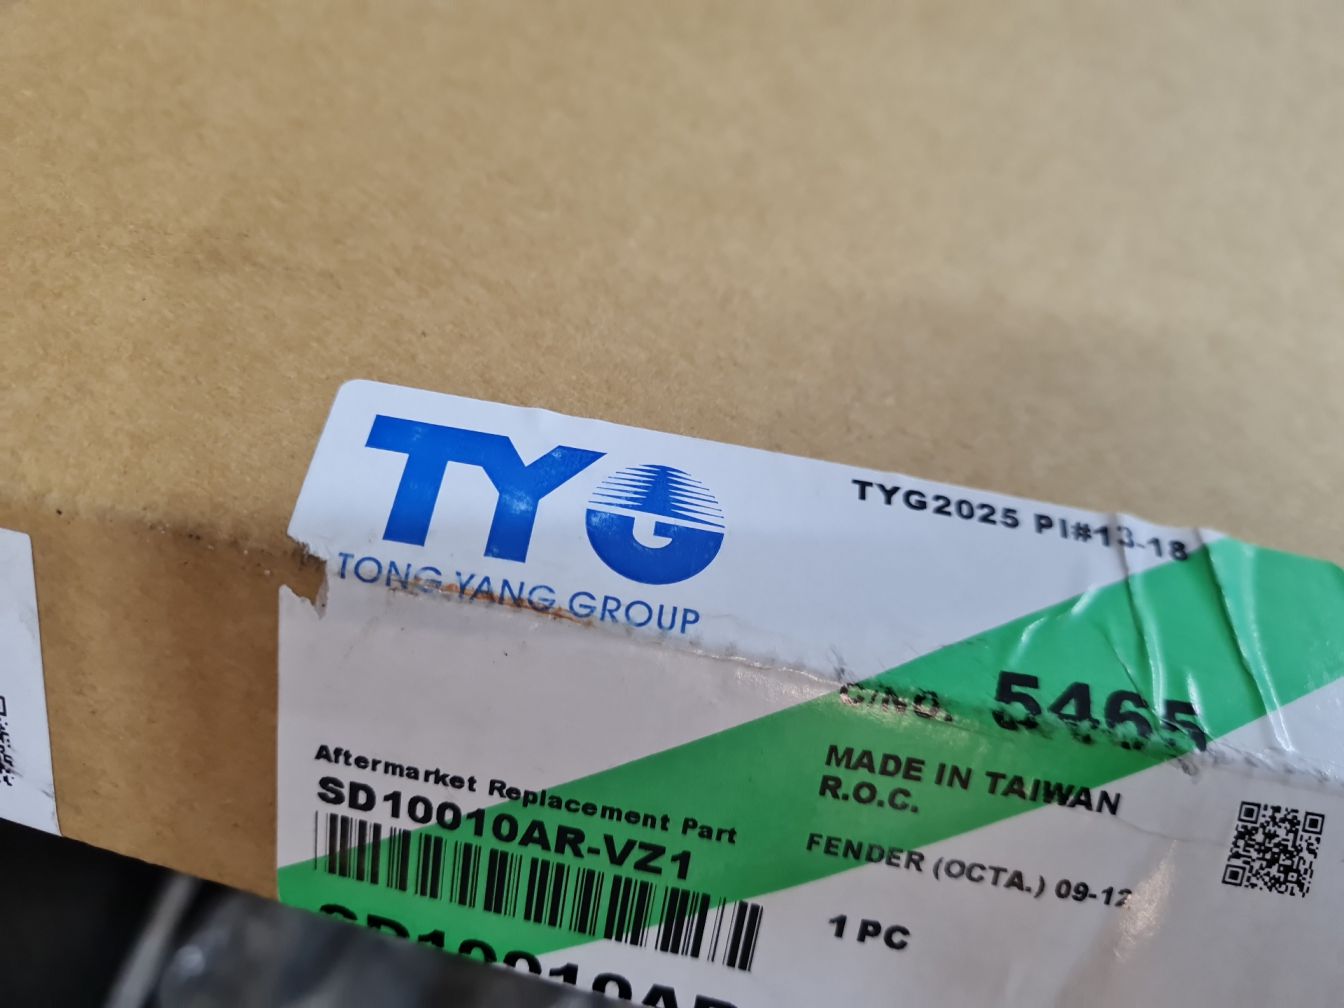 TYG
TONG YANG GROUP
TYG2025 PI#13-18
C/NO. 5465
MADE IN TAIWAN
R.O.C.
Aftermarket Replacement Part
SD10010AR-VZ1
FENDER (OCTA.) 09-12
1 PC
SD10010AR